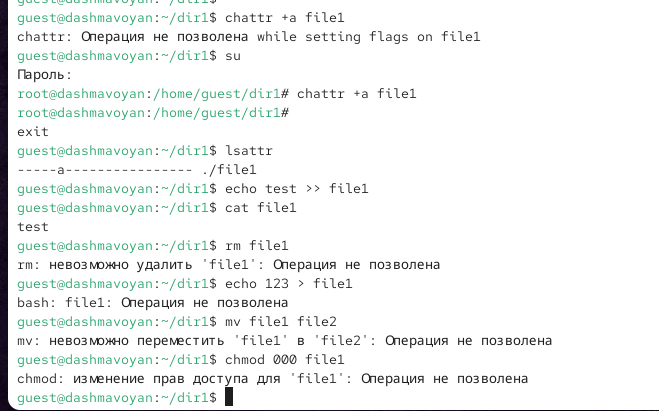 guest@dashmavoyan:~/dir1$ chattr +a file1
chattr: Операция не позволена while setting flags on file1
guest@dashmavoyan:~/dir1$ su
Пароль:
root@dashmavoyan:/home/guest/dir1# chattr +a file1
root@dashmavoyan:/home/guest/dir1#
exit
guest@dashmavoyan:~/dir1$ lsattr
-----a---------------- ./file1
guest@dashmavoyan:~/dir1$ echo test >> file1
guest@dashmavoyan:~/dir1$ cat file1
test
guest@dashmavoyan:~/dir1$ rm file1
rm: невозможно удалить 'file1': Операция не позволена
guest@dashmavoyan:~/dir1$ echo 123 > file1
bash: file1: Операция не позволена
guest@dashmavoyan:~/dir1$ mv file1 file2
mv: невозможно переместить 'file1' в 'file2': Операция не позволена
guest@dashmavoyan:~/dir1$ chmod 000 file1
chmod: изменение прав доступа для 'file1': Операция не позволена
guest@dashmavoyan:~/dir1$